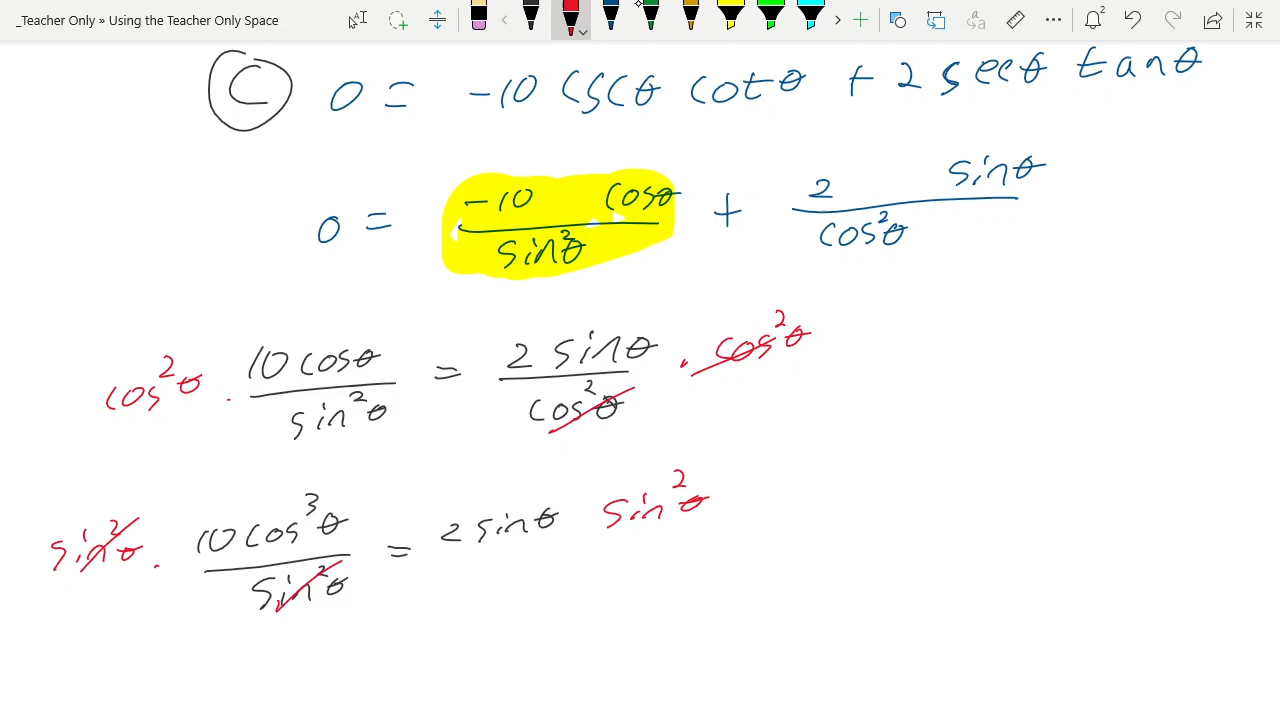 _Teacher Only » Using the Teacher Only Space
C 0 = -10 cscθ cotθ + 2 secθ tanθ
0 = -10 cosθ / sin²θ + 2 sinθ / cos²θ
cos²θ · 10 cosθ / sin²θ = 2 sinθ / cos²θ · cos²θ
sin²θ · 10 cos³θ / sin²θ = 2 sinθ sin²θ